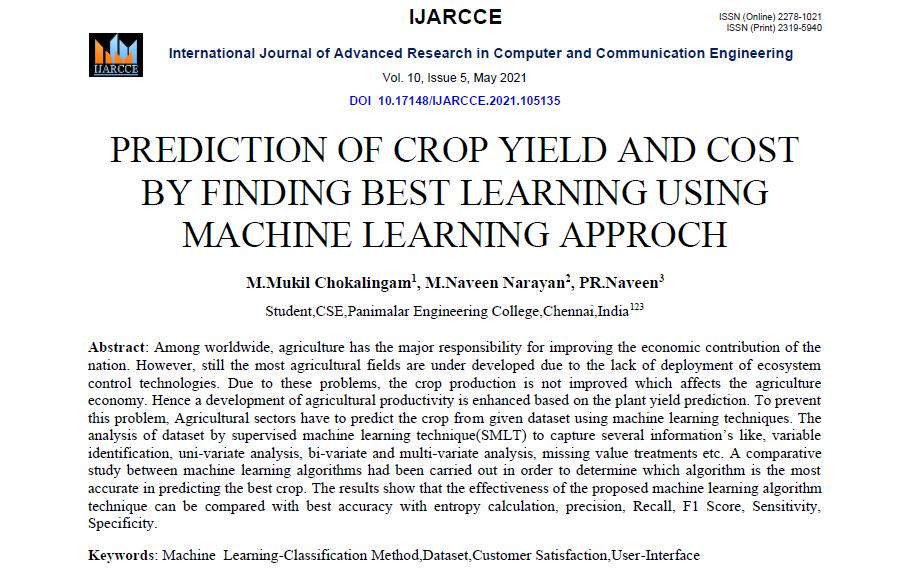 IJARCCE
ISSN (Online) 2278-1021
ISSN (Print) 2319-5940
IJARCCE
International Journal of Advanced Research in Computer and Communication Engineering
Vol. 10, Issue 5, May 2021
DOI 10.17148/IJARCCE.2021.105135
PREDICTION OF CROP YIELD AND COST
BY FINDING BEST LEARNING USING
MACHINE LEARNING APPROCH
M.Mukil Chokalingam1, M.Naveen Narayan2, PR.Naveen3
Student,CSE,Panimalar Engineering College,Chennai,India123
Abstract: Among worldwide, agriculture has the major responsibility for improving the economic contribution of the
nation. However, still the most agricultural fields are under developed due to the lack of deployment of ecosystem
control technologies. Due to these problems, the crop production is not improved which affects the agriculture
economy. Hence a development of agricultural productivity is enhanced based on the plant yield prediction. To prevent
this problem, Agricultural sectors have to predict the crop from given dataset using machine learning techniques. The
analysis of dataset by supervised machine learning technique(SMLT) to capture several information's like, variable
identification, uni-variate analysis, bi-variate and multi-variate analysis, missing value treatments etc. A comparative
study between machine learning algorithms had been carried out in order to determine which algorithm is the most
accurate in predicting the best crop. The results show that the effectiveness of the proposed machine learning algorithm
technique can be compared with best accuracy with entropy calculation, precision, Recall, F1 Score, Sensitivity,
Specificity.
Keywords: Machine Learning-Classification Method,Dataset,Customer Satisfaction,User-Interface